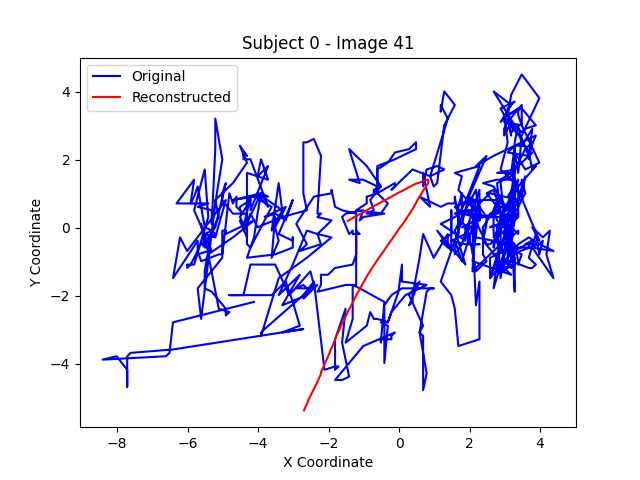 Subject 0 - Image 41
Original
Reconstructed
Y Coordinate
4
2
0
−2
−4
−8
−6
−4
−2
0
2
4
X Coordinate